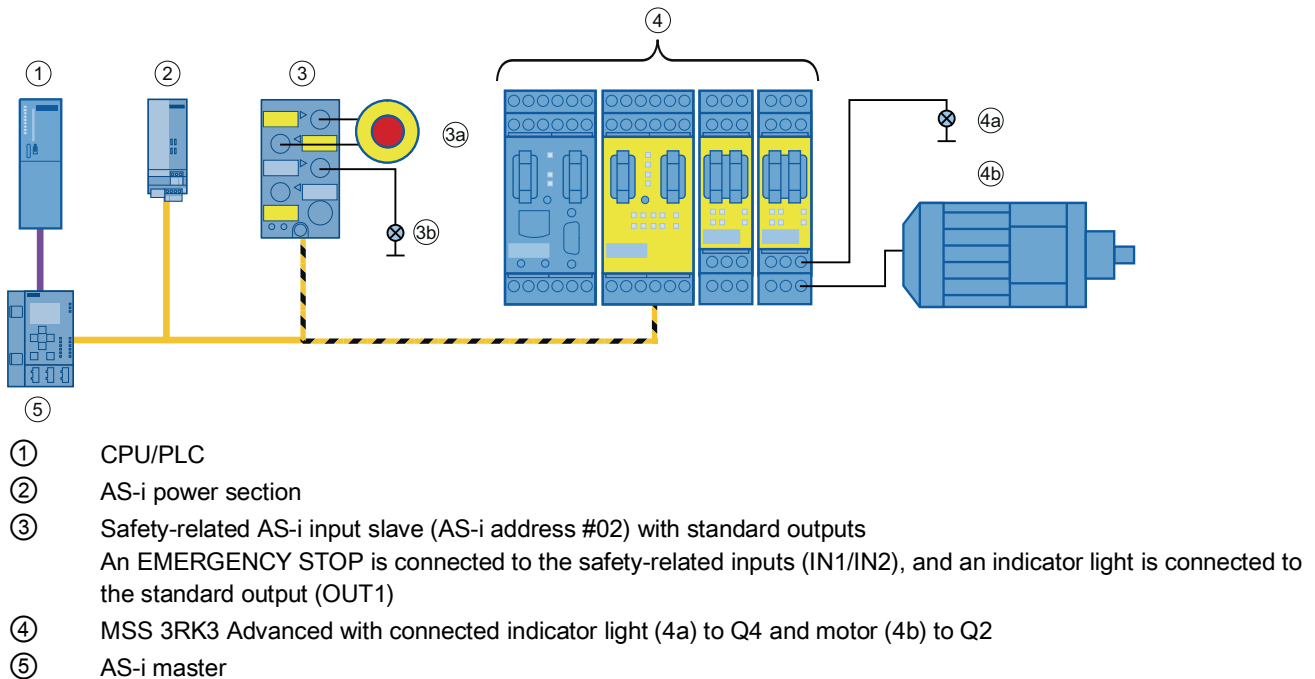 ④
① ② ③
3a
4a
4b
3b
⑤
① CPU/PLC
② AS-i power section
③ Safety-related AS-i input slave (AS-i address #02) with standard outputs
An EMERGENCY STOP is connected to the safety-related inputs (IN1/IN2), and an indicator light is connected to
the standard output (OUT1)
④ MSS 3RK3 Advanced with connected indicator light (4a) to Q4 and motor (4b) to Q2
⑤ AS-i master